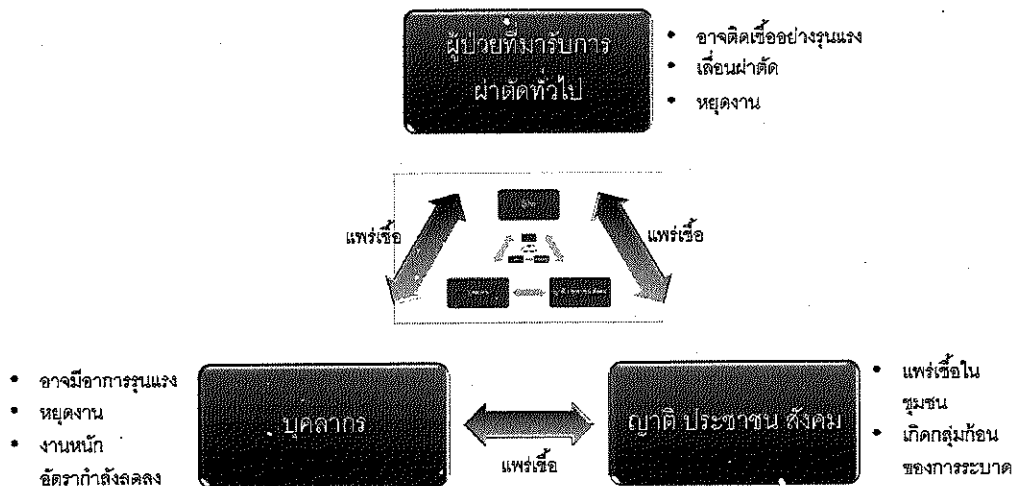 ผู้ป่วยที่มารับการ
ผ่าตัดทั่วไป
• อาจติดเชื้ออย่างรุนแรง
• เลื่อนผ่าตัด
• หยุดงาน
แพร่เชื้อ
แพร่เชื้อ
• อาจมีอาการรุนแรง
• หยุดงาน
• งานหนัก
อัตรากำลังลดลง
บุคลากร
แพร่เชื้อ
ญาติ ประชาชน สังคม
• แพร่เชื้อใน
ชุมชน
• เกิดกลุ่มก้อน
ของการระบาด